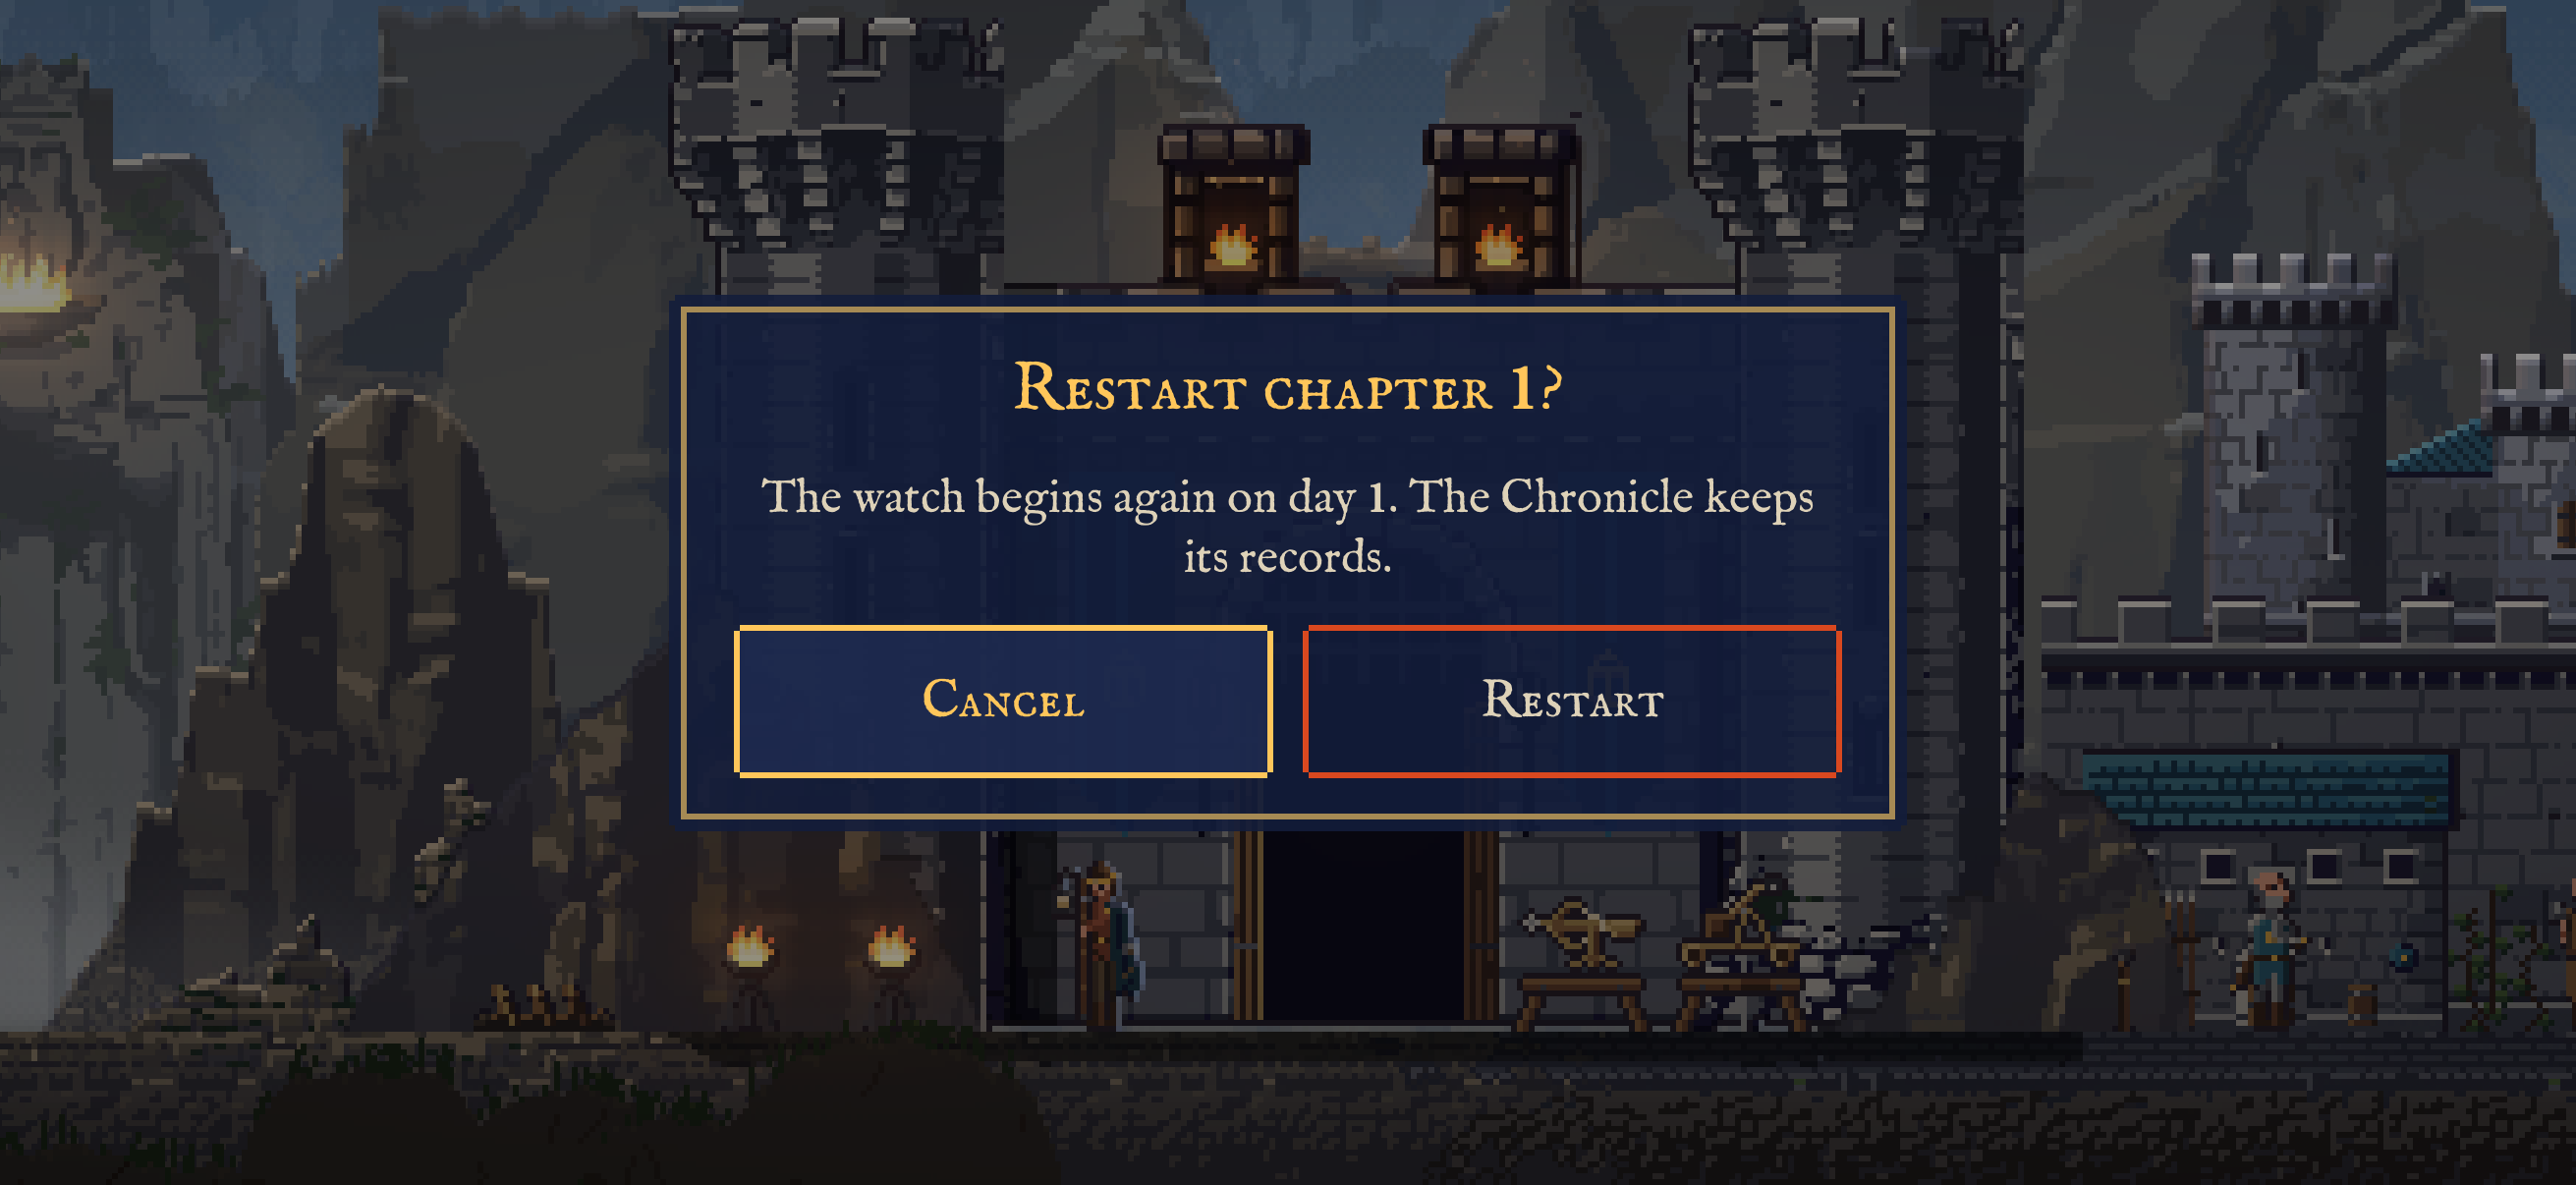 Restart chapter 1?
The watch begins again on day 1. The Chronicle keeps
its records.
Cancel
Restart